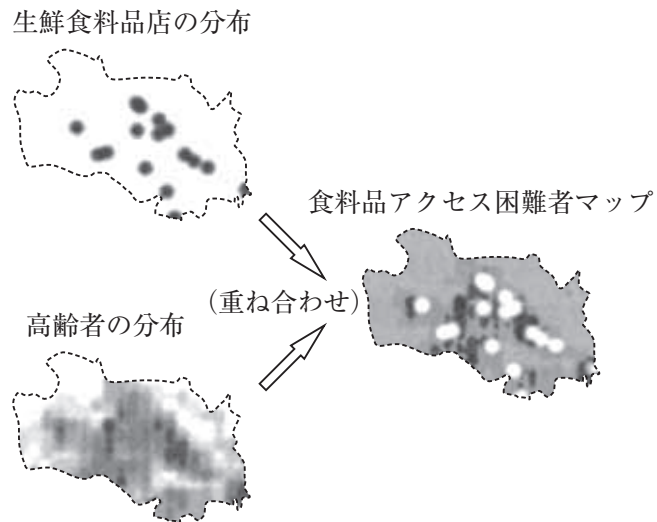 生鮮食料品店の分布
食料品アクセス困難者マップ
(重ね合わせ)
高齢者の分布